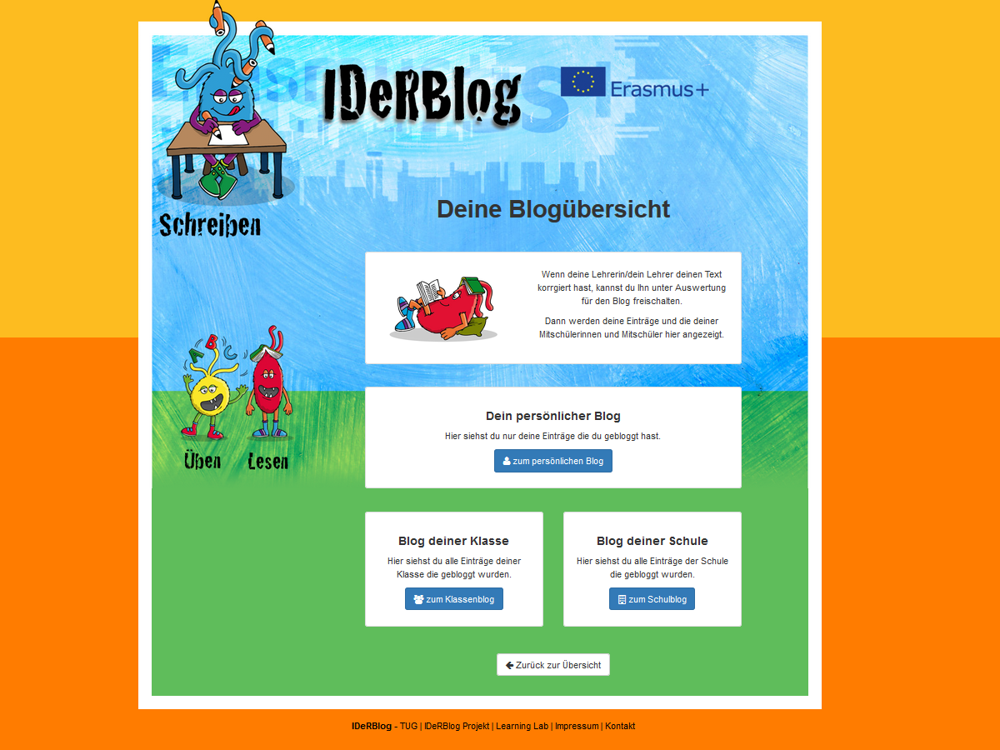 IDeRBlog
Erasmus+
Deine Blogübersicht
Schreiben
Wenn deine Lehrerin/dein Lehrer deinen Text
korrgiert hast, kannst du Ihn unter Auswertung
für den Blog freischalten.
Dann werden deine Einträge und die deiner
Mitschülerinnen und Mitschüler hier angezeigt.
A B C
Üben
Lesen
Dein persönlicher Blog
Hier siehst du nur deine Einträge die du gebloggt hast.
zum persönlichen Blog
Blog deiner Klasse
Hier siehst du alle Einträge deiner
Klasse die gebloggt wurden.
zum Klassenblog
Blog deiner Schule
Hier siehst du alle Einträge der Schule
die gebloggt wurden.
zum Schulblog
Zurück zur Übersicht
IDeRBlog - TUG | IDeRBlog Projekt | Learning Lab | Impressum | Kontakt